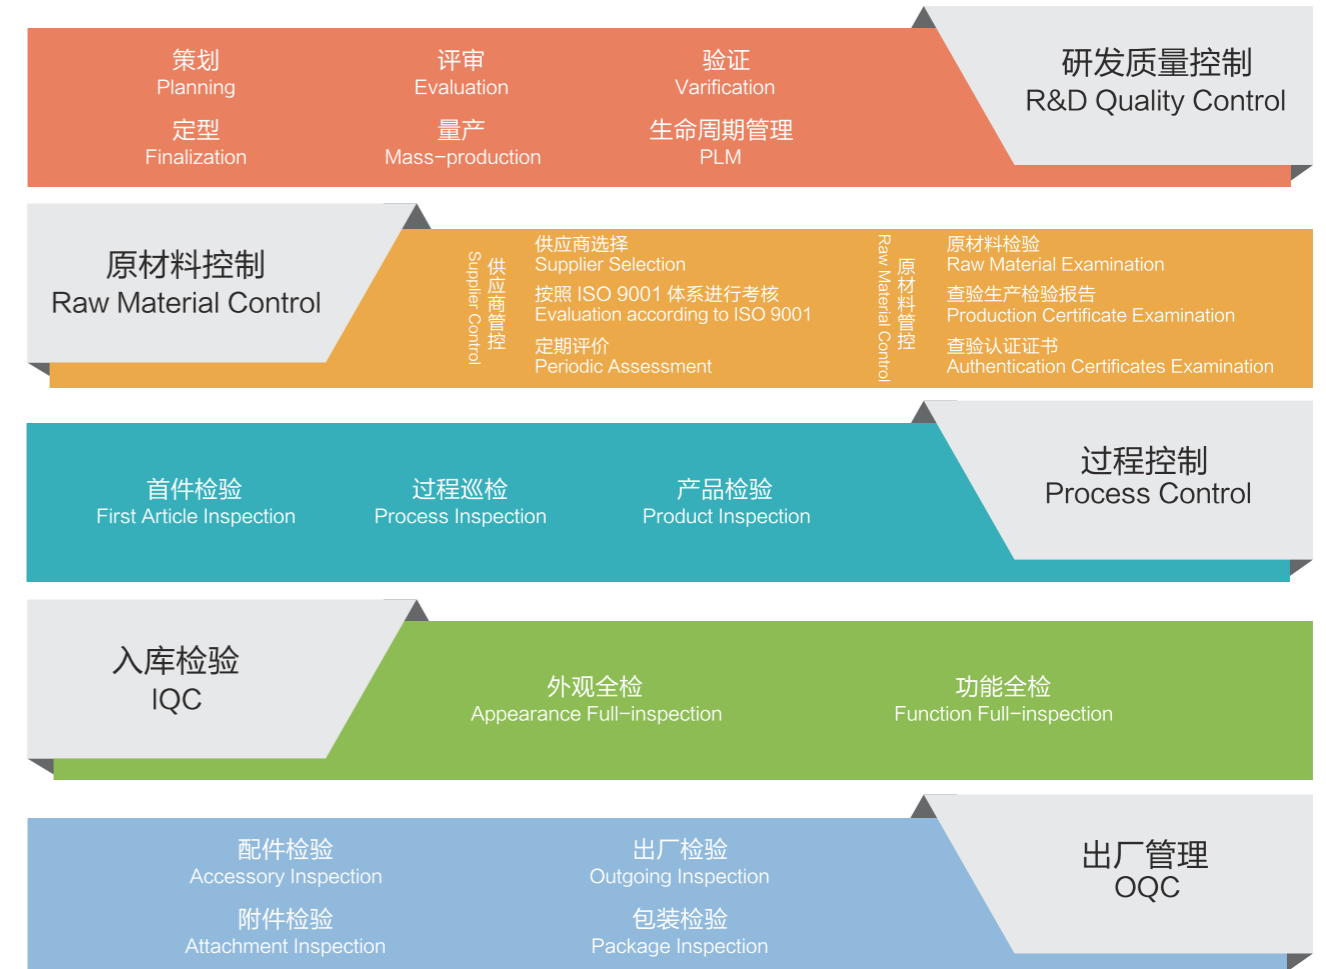 策划
Planning
评审
Evaluation
验证
Varification
定型
Finalization
量产
Mass-production
生命周期管理
PLM
研发质量控制
R&D Quality Control
原材料控制
Raw Material Control
供应商管控
Supplier Control
供应商选择
Supplier Selection
按照 ISO 9001 体系进行考核
Evaluation according to ISO 9001
定期评价
Periodic Assessment
原材料管控
Raw Material Control
原材料检验
Raw Material Examination
查验生产检验报告
Production Certificate Examination
查验认证证书
Authentication Certificates Examination
首件检验
First Article Inspection
过程巡检
Process Inspection
产品检验
Product Inspection
过程控制
Process Control
入库检验
IQC
外观全检
Appearance Full-inspection
功能全检
Function Full-inspection
配件检验
Accessory Inspection
出厂检验
Outgoing Inspection
附件检验
Attachment Inspection
包装检验
Package Inspection
出厂管理
OQC